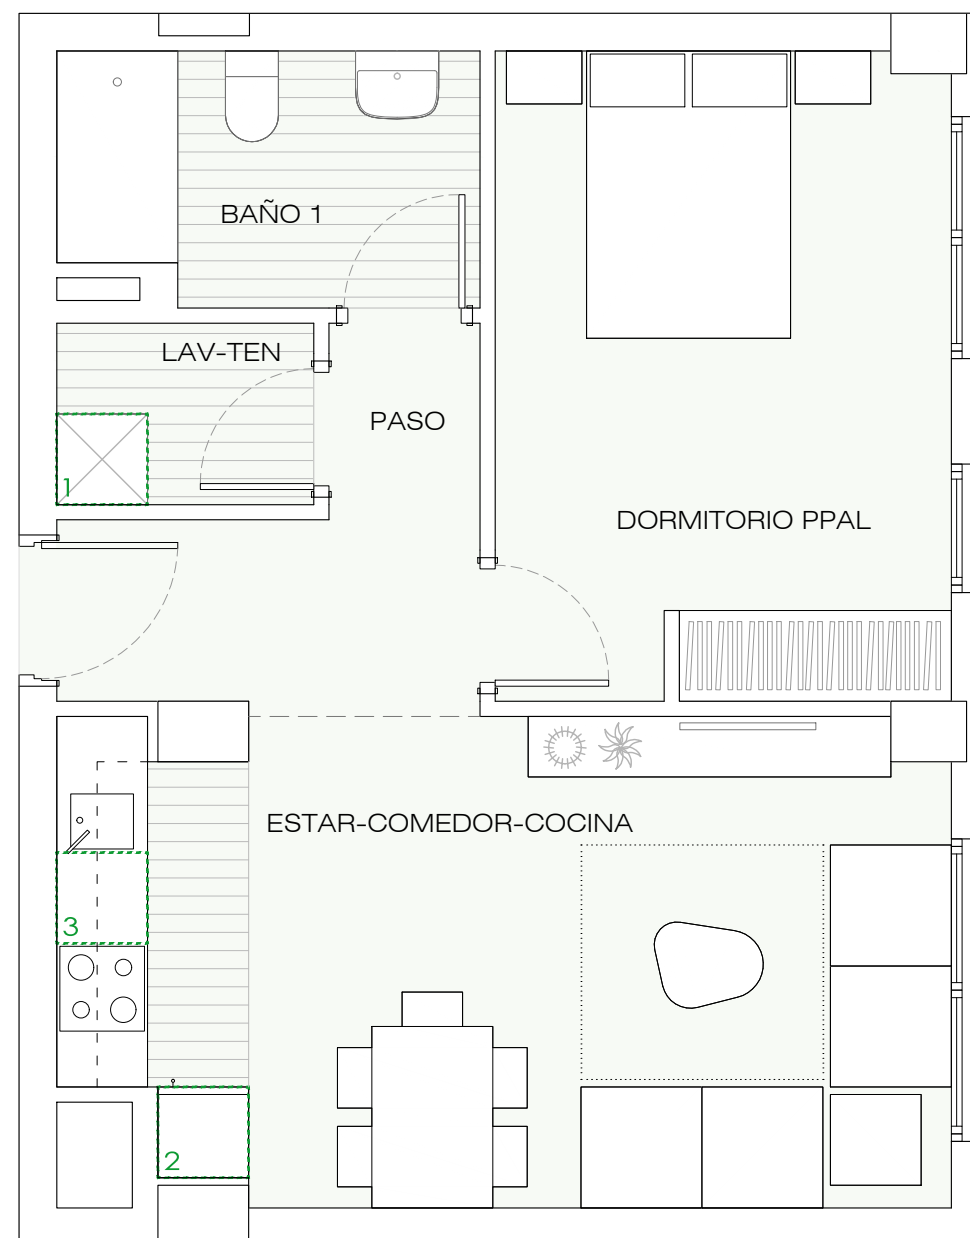 BAÑO 1
LAV-TEN
PASO
1
DORMITORIO PPAL
ESTAR-COMEDOR-COCINA
3
2